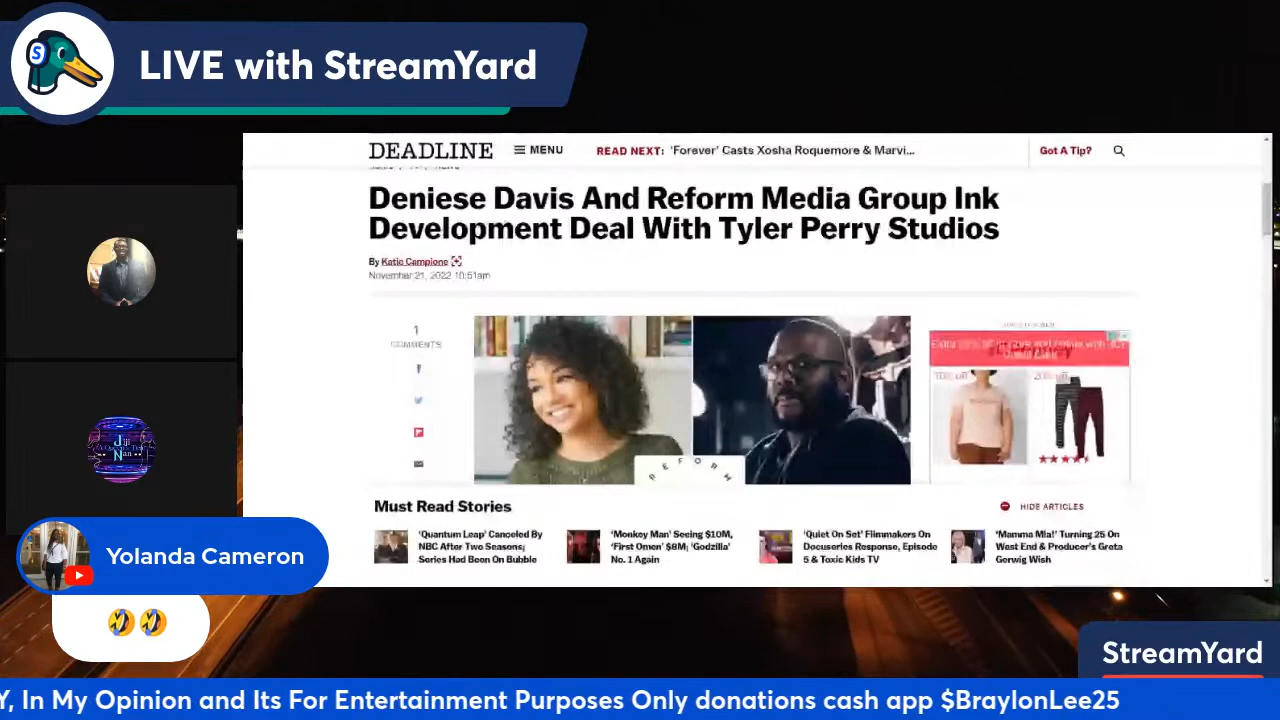 LIVE with StreamYard
DEADLINE
MENU
READ NEXT: 'Forever' Casts Xosha Roquemore & Marvi...
Got A Tip?
Deniese Davis And Reform Media Group Ink
Development Deal With Tyler Perry Studios
By Katie Campione
November 21, 2022 10:51am
1
COMMENTS
REFORM
Must Read Stories
HIDE ARTICLES
'Quantum Leap' Canceled By
NBC After Two Seasons;
Series Had Been On Bubble
'Monkey Man' Seeing $10M,
'First Omen' $8M; 'Godzilla'
No. 1 Again
'Quiet On Set' Filmmakers On
Docuseries Response, Episode
5 & Toxic Kids TV
'Mamma Mia!' Turning 25 On
West End & Producer's Greta
Gerwig Wish
Yolanda Cameron
StreamYard
Y, In My Opinion and Its For Entertainment Purposes Only donations cash app $BraylonLee25